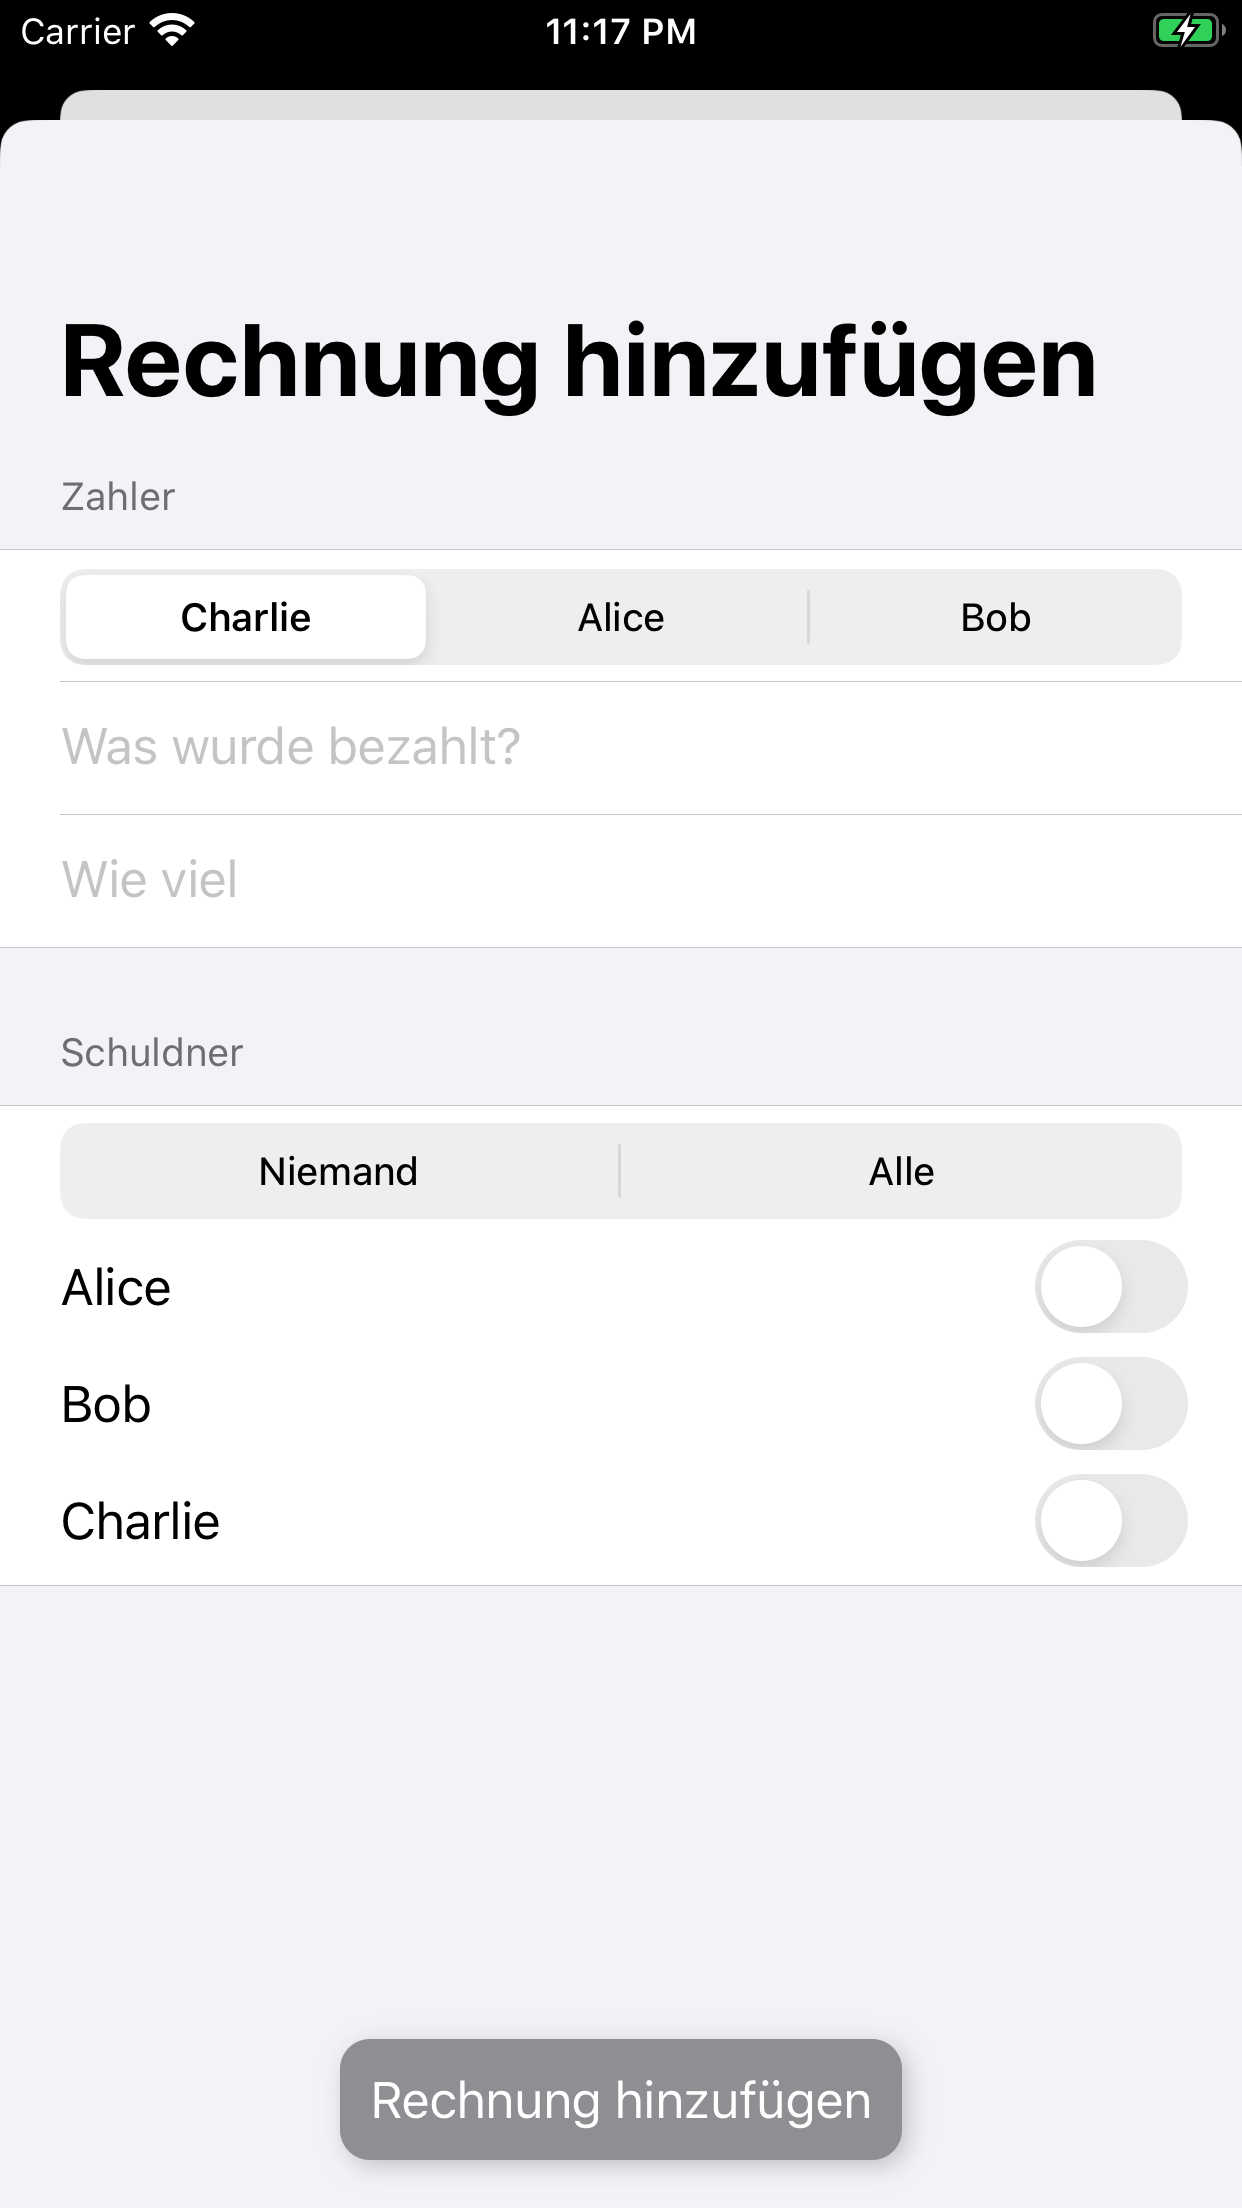 Carrier 11:17 PM
Rechnung hinzufügen
Zahler
Charlie Alice Bob
Was wurde bezahlt?
Wie viel
Schuldner
Niemand Alle
Alice
Bob
Charlie
Rechnung hinzufügen